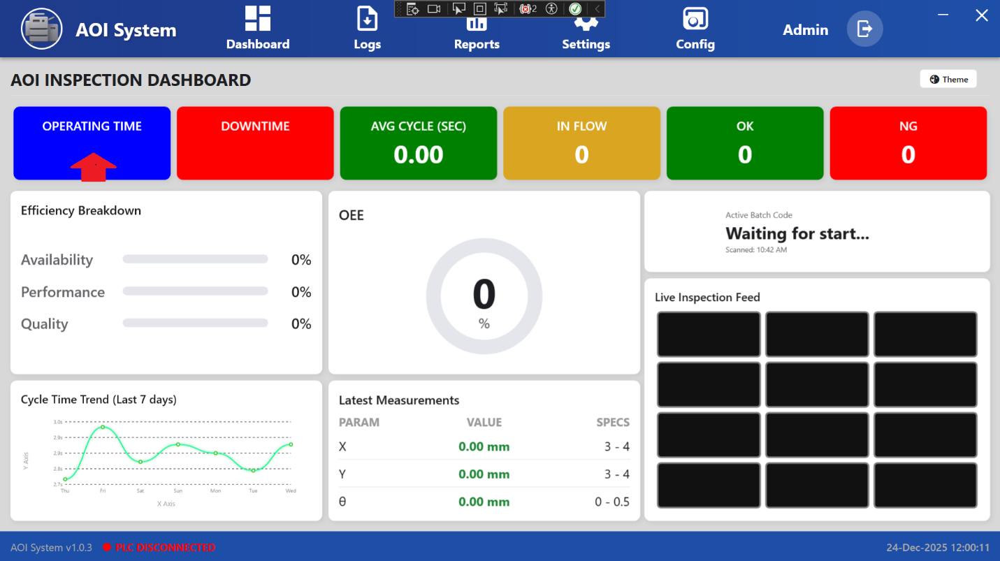 AOI System
Dashboard
Logs
Reports
Settings
Config
Admin
2
AOI INSPECTION DASHBOARD
Theme
OPERATING TIME
DOWNTIME
AVG CYCLE (SEC)
0.00
IN FLOW
0
OK
0
NG
0
Efficiency Breakdown
Availability 0%
Performance 0%
Quality 0%
OEE
0
%
Active Batch Code
Waiting for start...
Scanned: 10:42 AM
Live Inspection Feed
Cycle Time Trend (Last 7 days)
3.0s
2.9s
2.9s
2.8s
2.7s
Y Axis
Thu Fri Sat Sun Mon Tue Wed
X Axis
Latest Measurements
PARAM VALUE SPECS
X 0.00 mm 3 - 4
Y 0.00 mm 3 - 4
θ 0.00 mm 0 - 0.5
AOI System v1.0.3
PLC DISCONNECTED
24-Dec-2025 12:00:11